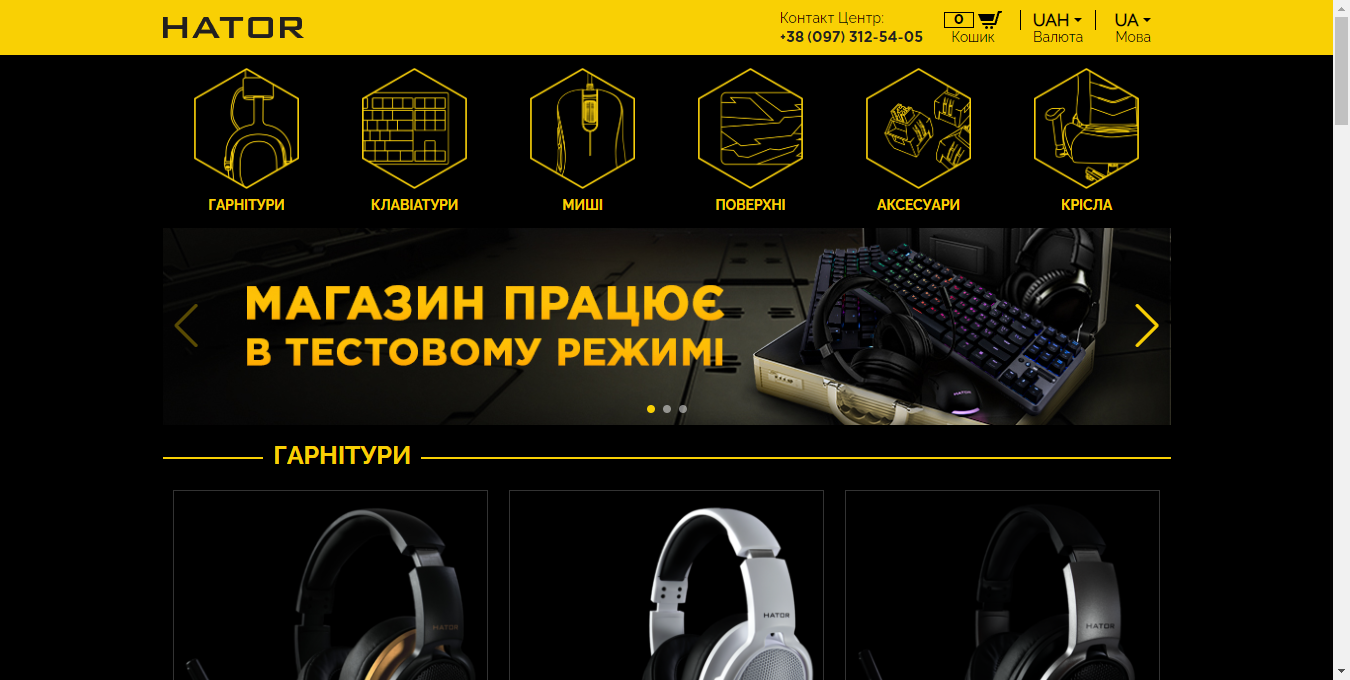 HATOR
Контакт Центр:
+38 (097) 312-54-05
0
Кошик
UAH
Валюта
UA
Мова
ГАРНІТУРИ
КЛАВІАТУРИ
МИШІ
ПОВЕРХНІ
АКСЕСУАРИ
КРІСЛА
МАГАЗИН ПРАЦЮЄ
В ТЕСТОВОМУ РЕЖИМІ
HATOR
ГАРНІТУРИ
HATOR
HATOR
HATOR